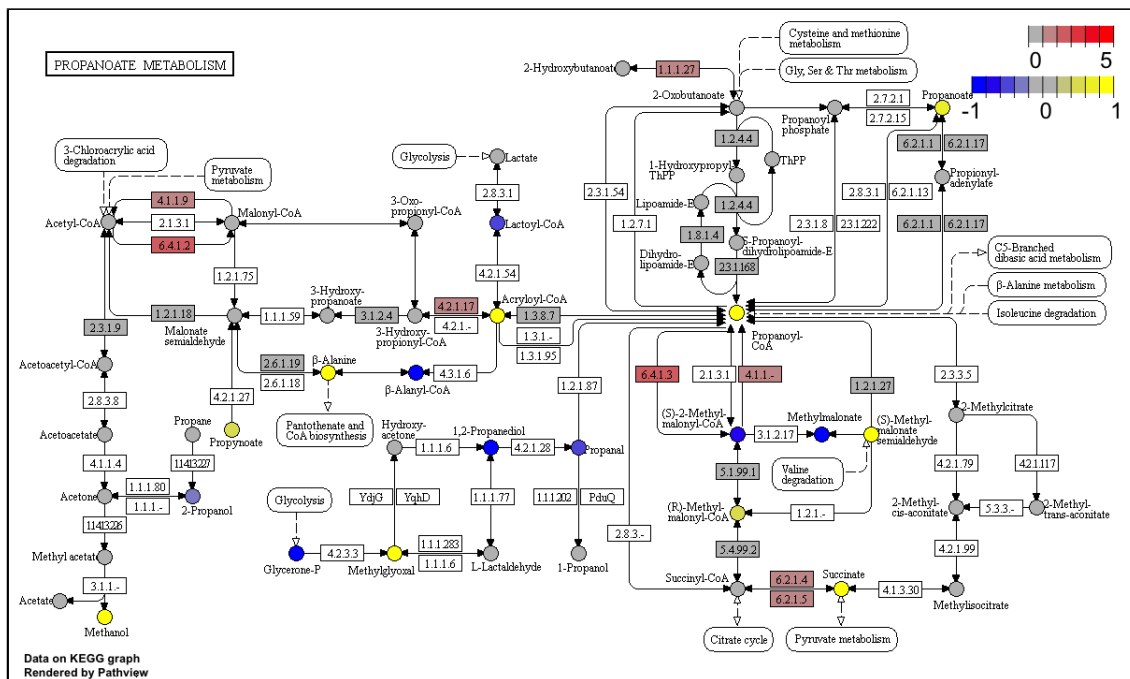 PROPANOATE METABOLISM
0 5
-1 0 1
Cysteine and methionine
metabolism
Gly, Ser & Thr metabolism
2-Hydroxybutanoate
1.1.1.27
2-Oxobutanoate
Propanoyl
phosphate
2.7.2.1
2.7.2.15
Propanoate
6.2.1.1 6.2.1.17
Propionyl-
adenylate
6.2.1.1 6.2.1.17
1.2.4.4
ThPP
1-Hydroxypropyl
ThPP
1.2.4.4
Lipoamide-E
1.8.1.4
Dihydro-
lipoamide-E
S-Propanoyl-
dihydrolipoamide-E
2.3.1.168
2.3.1.54
1.2.7.1
2.3.1.8 2.3.1.222
2.8.3.1 6.2.1.13
C5-Branched
dibasic acid metabolism
β-Alanine metabolism
Isoleucine degradation
3-Chloroacrylic acid
degradation
Pyruvate
metabolism
Glycolysis
Lactate
2.8.3.1
Lactoyl-CoA
4.2.1.54
Acetyl-CoA
4.1.1.9
2.1.3.1
6.4.1.2
Malonyl-CoA
3-Oxo-
propionyl-CoA
1.2.1.75
1.2.1.18
Malonate
semialdehyde
1.1.1.59
3-Hydroxy-
propanoate
3.1.2.4
3-Hydroxy-
propionyl-CoA
4.2.1.17
4.2.1.-
Acryloyl-CoA
1.3.8.7
1.3.1.-
1.3.1.95
Propanoyl-
CoA
2.3.1.9
Acetoacetyl-CoA
2.8.3.8
Acetoacetate
4.1.1.4
Acetone
1.14.13.226
Methyl acetate
3.1.1.-
Acetate
Methanol
Propane
1.14.13.227
1.1.1.80
1.1.1.-
2-Propanol
2.6.1.19
2.6.1.18
β-Alanine
4.2.1.27
Propynoate
Pantothenate and
CoA biosynthesis
β-Alanyl-CoA
4.3.1.6
Hydroxy-
acetone
1.1.1.6
1,2-Propanediol
4.2.1.28
Propanal
1.2.1.87
YdjG YqhD
1.1.1.77
1.1.1.202 PduQ
Glycolysis
Glycerone-P
4.2.3.3
Methylglyoxal
1.1.1.283
1.1.1.6
L-Lactaldehyde
1-Propanol
6.4.1.3
2.1.3.1
4.1.1.-
1.2.1.27
2.3.3.5
(S)-2-Methyl-
malonyl-CoA
3.1.2.17
Methylmalonate
(S)-Methyl-
malonate
semialdehyde
Valine
degradation
5.1.99.1
(R)-Methyl-
malonyl-CoA
1.2.1.-
5.4.99.2
2.8.3.-
Succinyl-CoA
6.2.1.4
6.2.1.5
Succinate
4.1.3.30
Methylisocitrate
Citrate cycle
Pyruvate metabolism
2-Methylcitrate
4.2.1.79
4.2.1.117
2-Methyl-
cis-aconitate
5.3.3.-
2-Methyl-
trans-aconitate
4.2.1.99
Data on KEGG graph
Rendered by Pathview